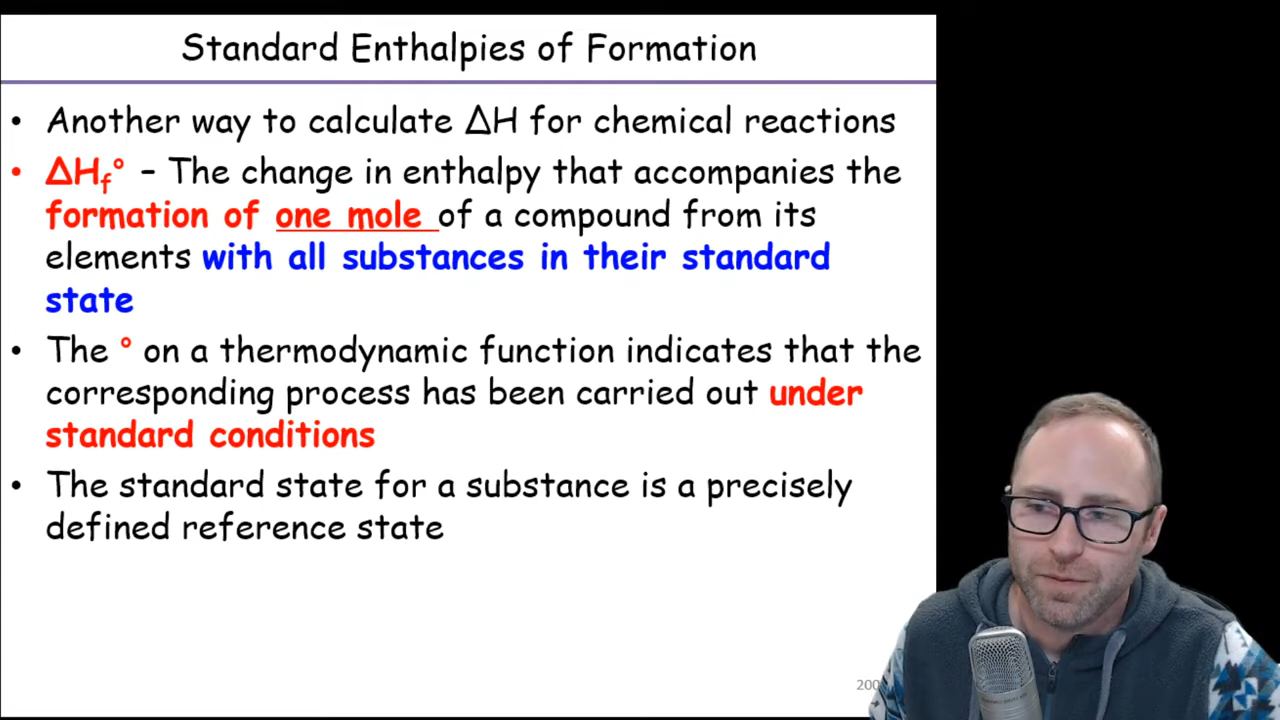 Standard Enthalpies of Formation
• Another way to calculate ΔH for chemical reactions
• ΔHf° – The change in enthalpy that accompanies the
formation of one mole of a compound from its
elements with all substances in their standard
state
• The ° on a thermodynamic function indicates that the
corresponding process has been carried out under
standard conditions
• The standard state for a substance is a precisely
defined reference state
200